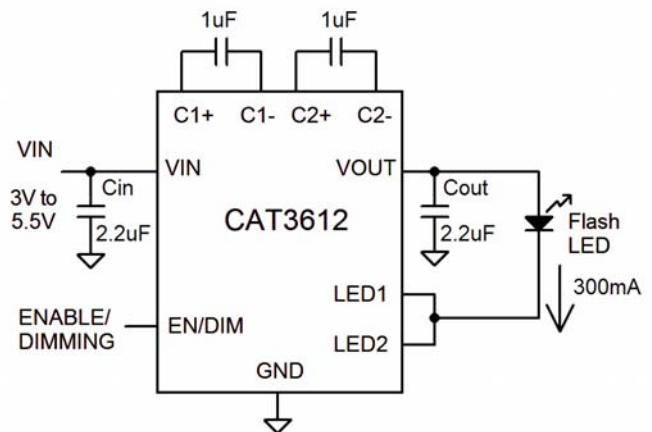 1uF
1uF
C1+
C1-
C2+
C2-
VIN
VIN
VOUT
3V to
5.5V
Cin
2.2uF
CAT3612
Cout
2.2uF
Flash
LED
300mA
LED1
ENABLE/
DIMMING
EN/DIM
LED2
GND